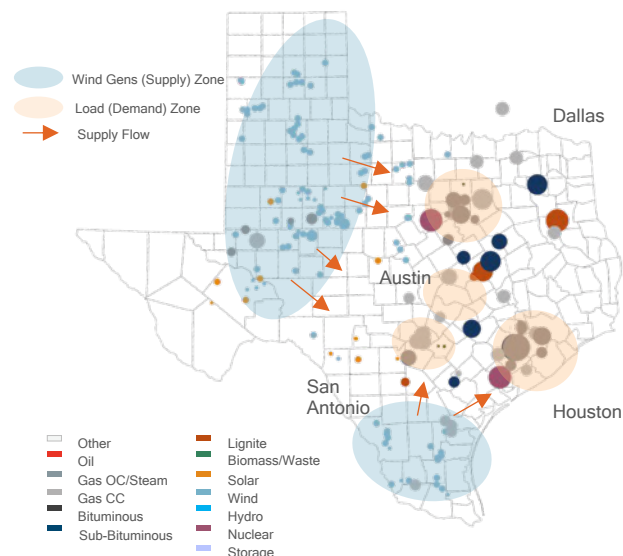 Wind Gens (Supply) Zone
Load (Demand) Zone
Supply Flow
Dallas
Austin
San
Antonio
Houston
Other
Oil
Gas OC/Steam
Gas CC
Bituminous
Sub-Bituminous
Lignite
Biomass/Waste
Solar
Wind
Hydro
Nuclear
Storage